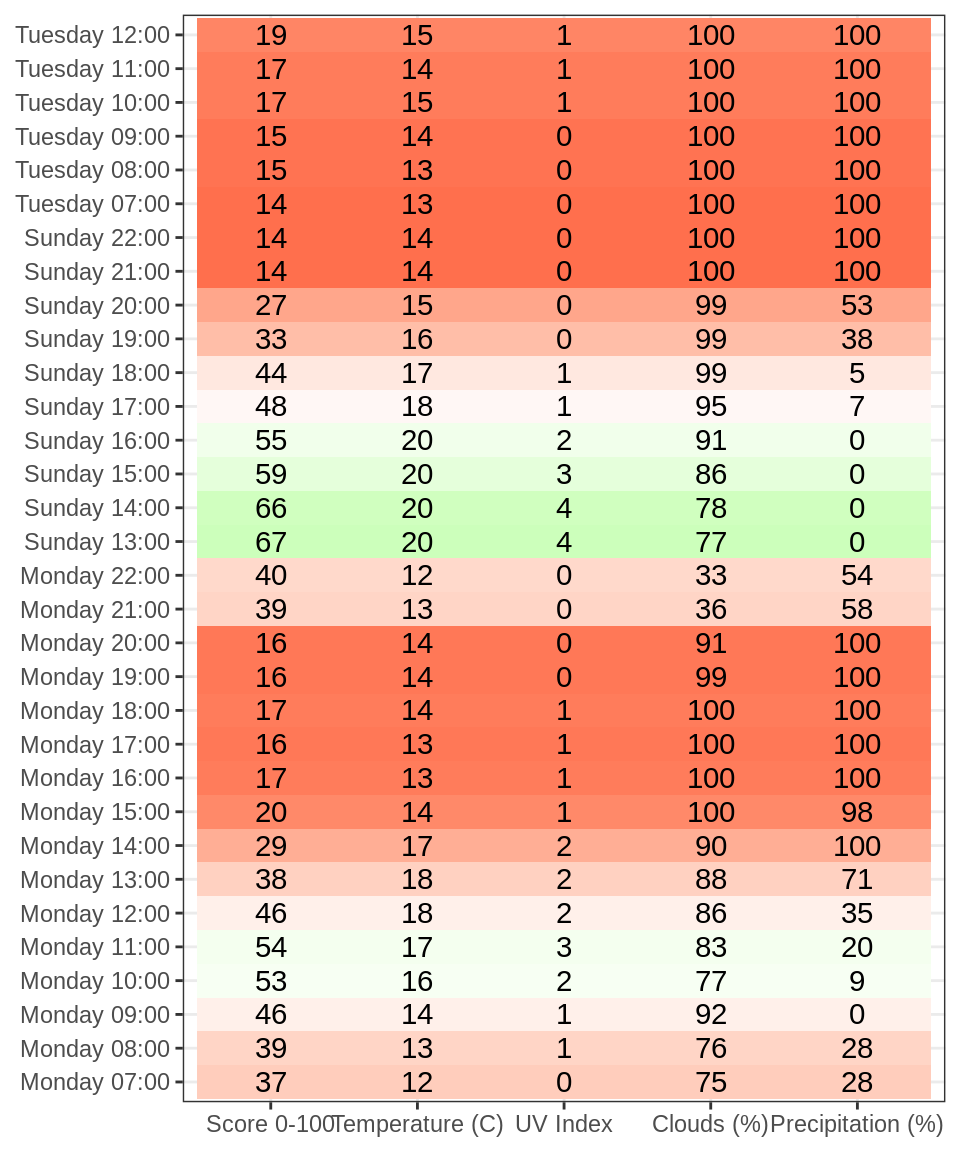 Tuesday 12:00 19 15 1 100 100
Tuesday 11:00 17 14 1 100 100
Tuesday 10:00 17 15 1 100 100
Tuesday 09:00 15 14 0 100 100
Tuesday 08:00 15 13 0 100 100
Tuesday 07:00 14 13 0 100 100
Sunday 22:00 14 14 0 100 100
Sunday 21:00 14 14 0 100 100
Sunday 20:00 27 15 0 99 53
Sunday 19:00 33 16 0 99 38
Sunday 18:00 44 17 1 99 5
Sunday 17:00 48 18 1 95 7
Sunday 16:00 55 20 2 91 0
Sunday 15:00 59 20 3 86 0
Sunday 14:00 66 20 4 78 0
Sunday 13:00 67 20 4 77 0
Monday 22:00 40 12 0 33 54
Monday 21:00 39 13 0 36 58
Monday 20:00 16 14 0 91 100
Monday 19:00 16 14 0 99 100
Monday 18:00 17 14 1 100 100
Monday 17:00 16 13 1 100 100
Monday 16:00 17 13 1 100 100
Monday 15:00 20 14 1 100 98
Monday 14:00 29 17 2 90 100
Monday 13:00 38 18 2 88 71
Monday 12:00 46 18 2 86 35
Monday 11:00 54 17 3 83 20
Monday 10:00 53 16 2 77 9
Monday 09:00 46 14 1 92 0
Monday 08:00 39 13 1 76 28
Monday 07:00 37 12 0 75 28
Score 0-100 Temperature (C) UV Index Clouds (%) Precipitation (%)